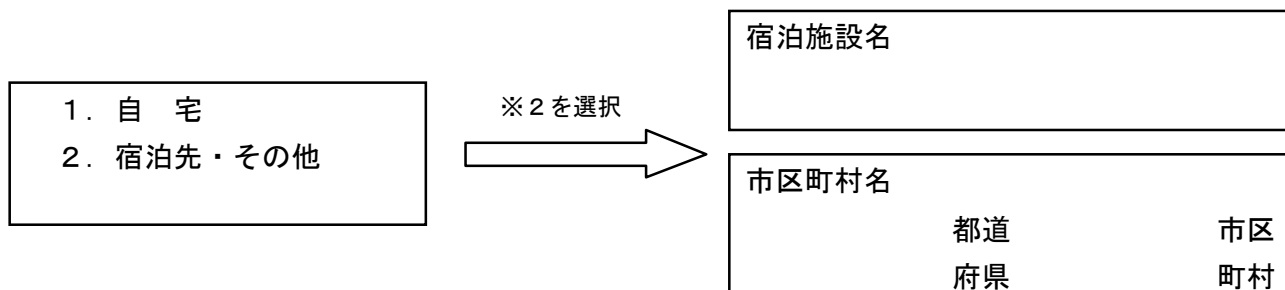 1. 自　宅
2. 宿泊先・その他
※2を選択
宿泊施設名
市区町村名
都道　市区
府県　町村